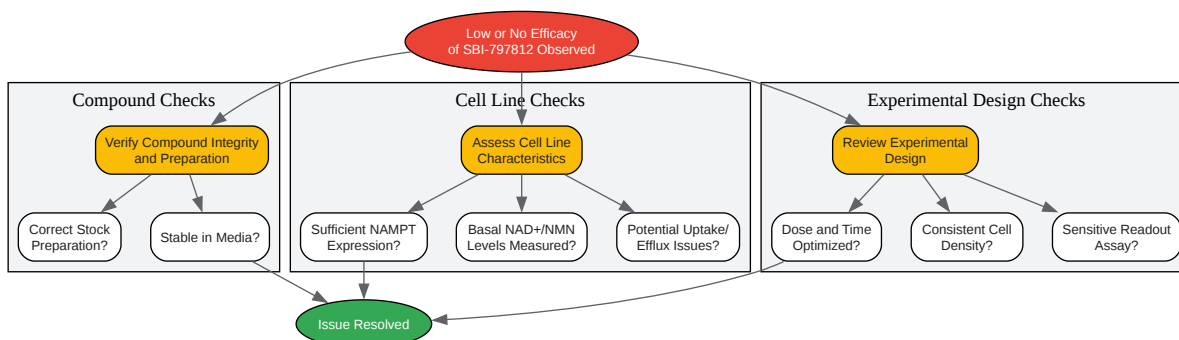 Low or No Efficacy
of SBI-797812 Observed
Compound Checks
Cell Line Checks
Experimental Design Checks
Verify Compound Integrity
and Preparation
Assess Cell Line
Characteristics
Review Experimental
Design
Correct Stock
Preparation?
Stable in Media?
Sufficient NAMPT
Expression?
Basal NAD+/NMN
Levels Measured?
Potential Uptake/
Efflux Issues?
Dose and Time
Optimized?
Consistent Cell
Density?
Sensitive Readout
Assay?
Issue Resolved